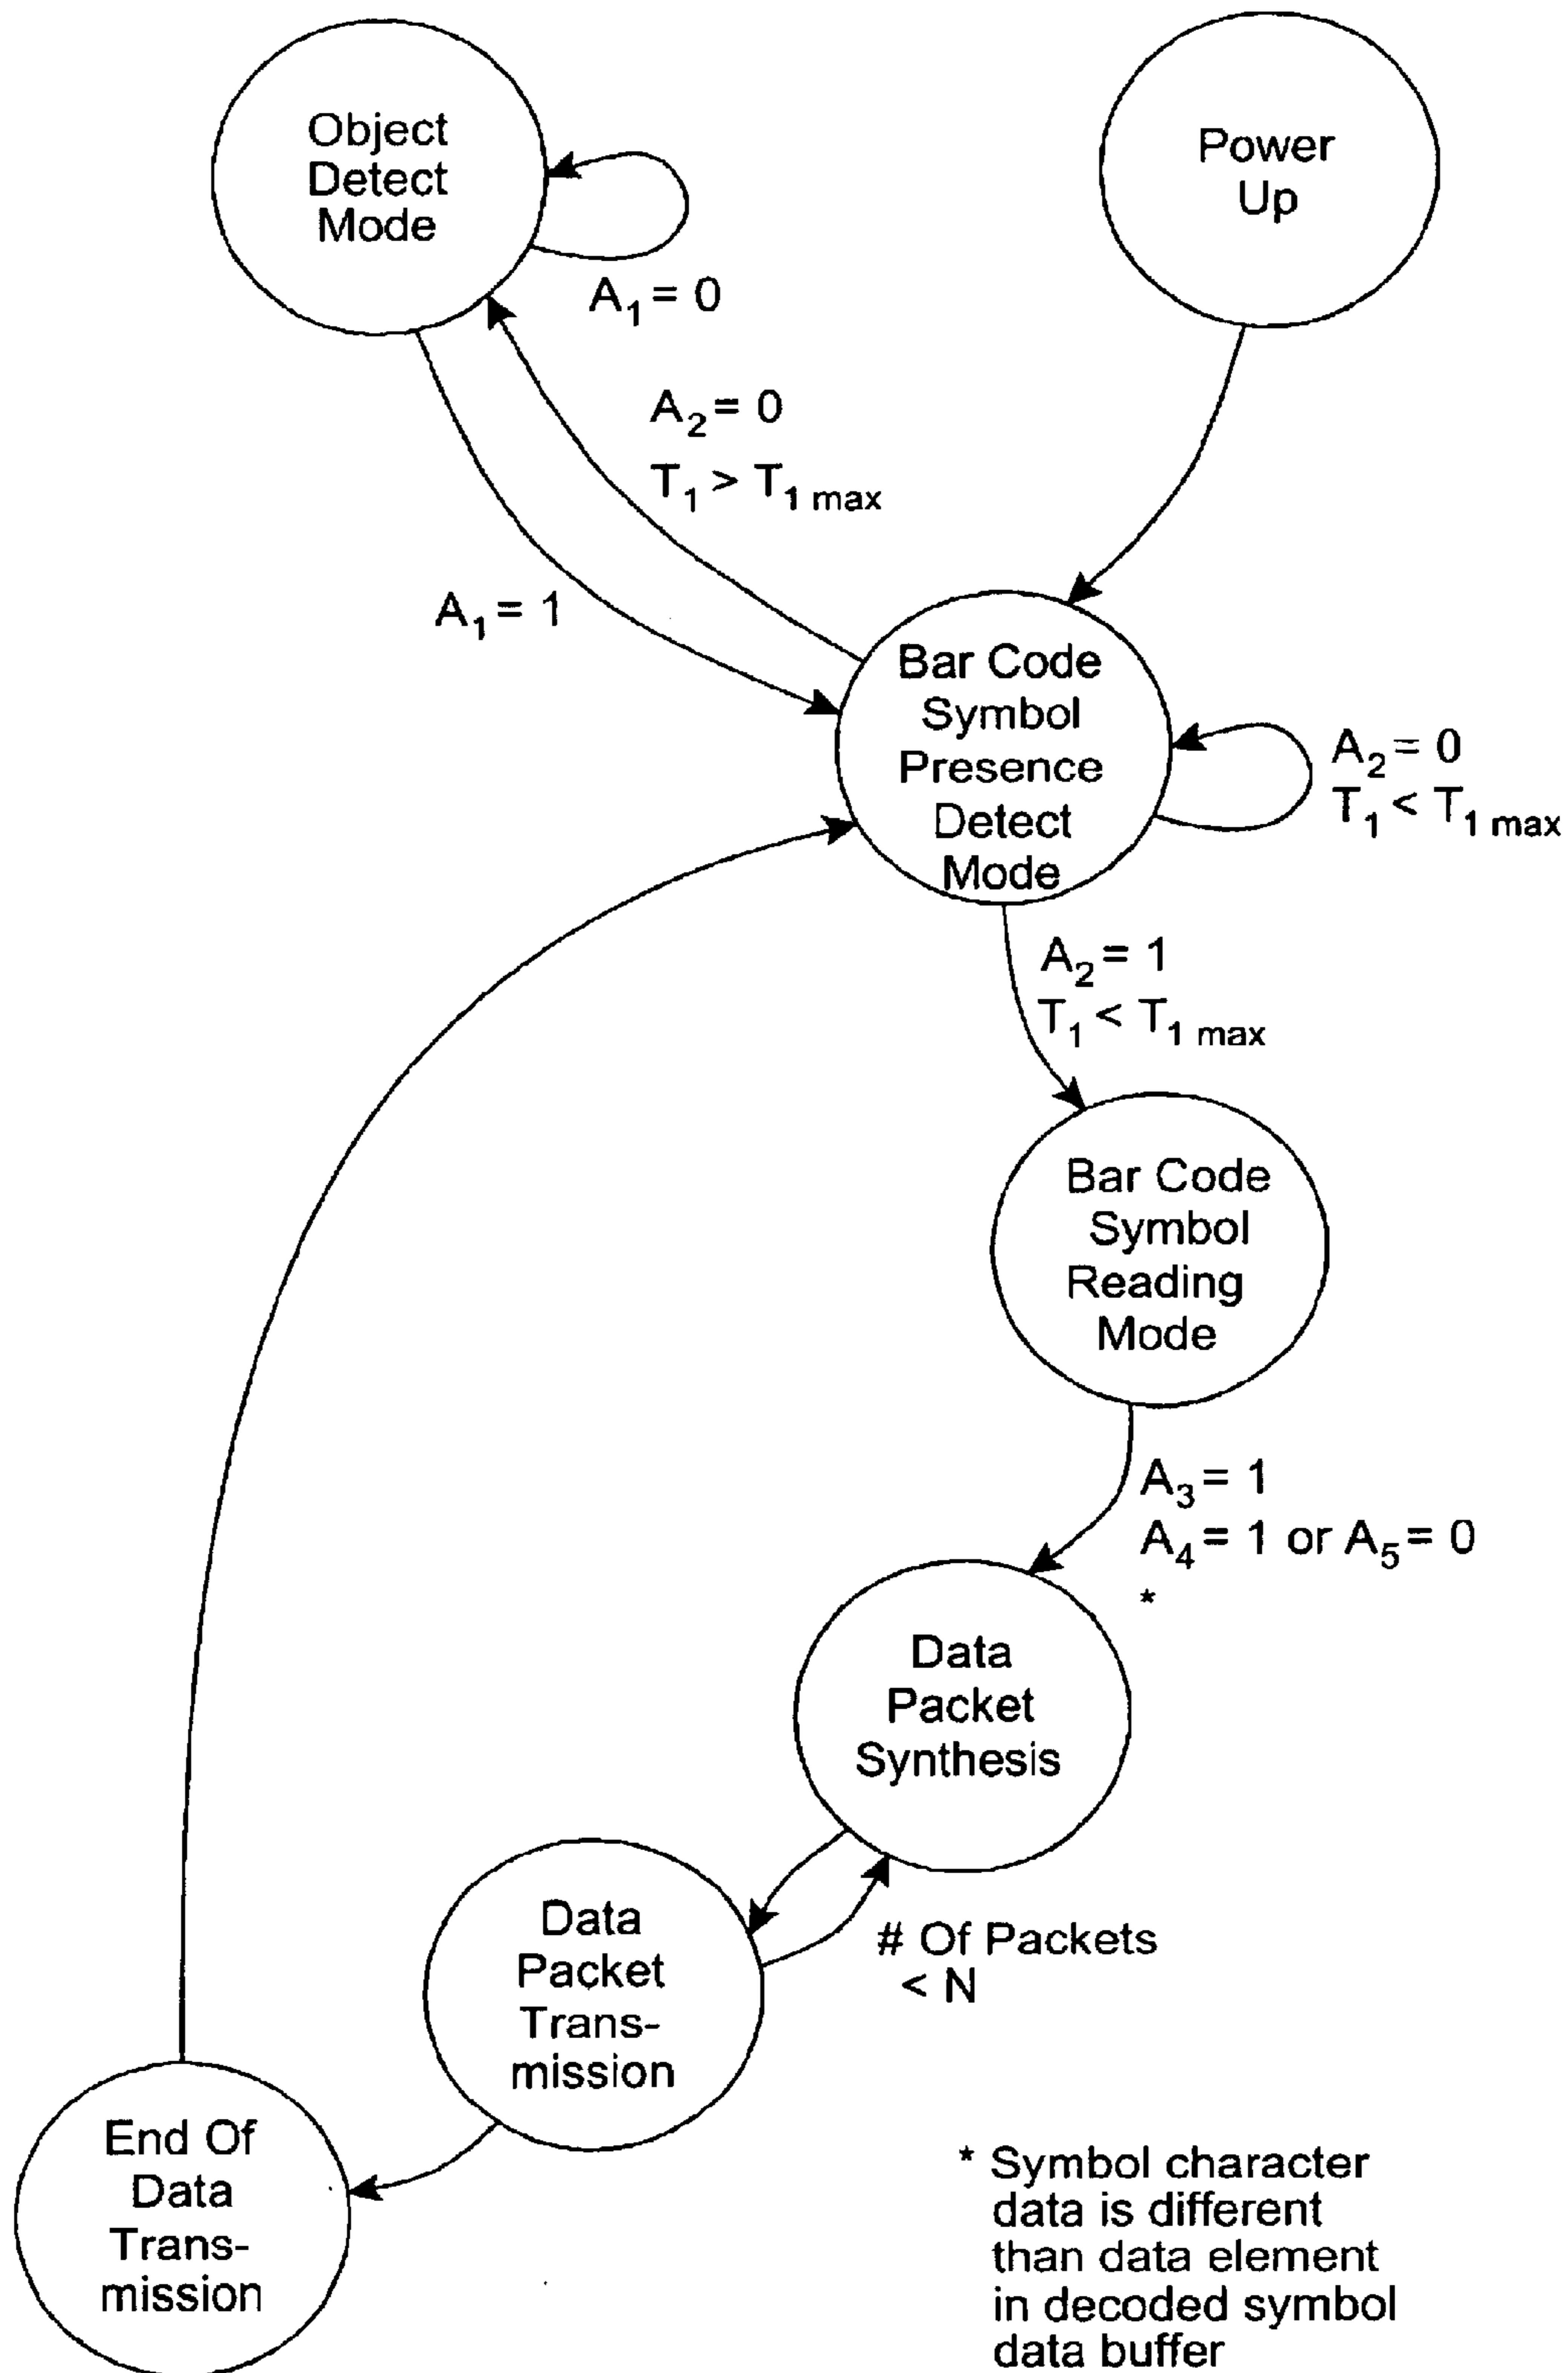 Object
Detect
Mode
Power
Up
A₁ = 0
A₂ = 0
T₁ > T₁ max
A₁ = 1
Bar Code
Symbol
Presence
Detect
Mode
A₂ = 0
T₁ < T₁ max
A₂ = 1
T₁ < T₁ max
Bar Code
Symbol
Reading
Mode
A₃ = 1
A₄ = 1 or A₅ = 0
*
Data
Packet
Synthesis
# Of Packets
< N
Data
Packet
Trans-
mission
End Of
Data
Trans-
mission
* Symbol character
data is different
than data element
in decoded symbol
data buffer